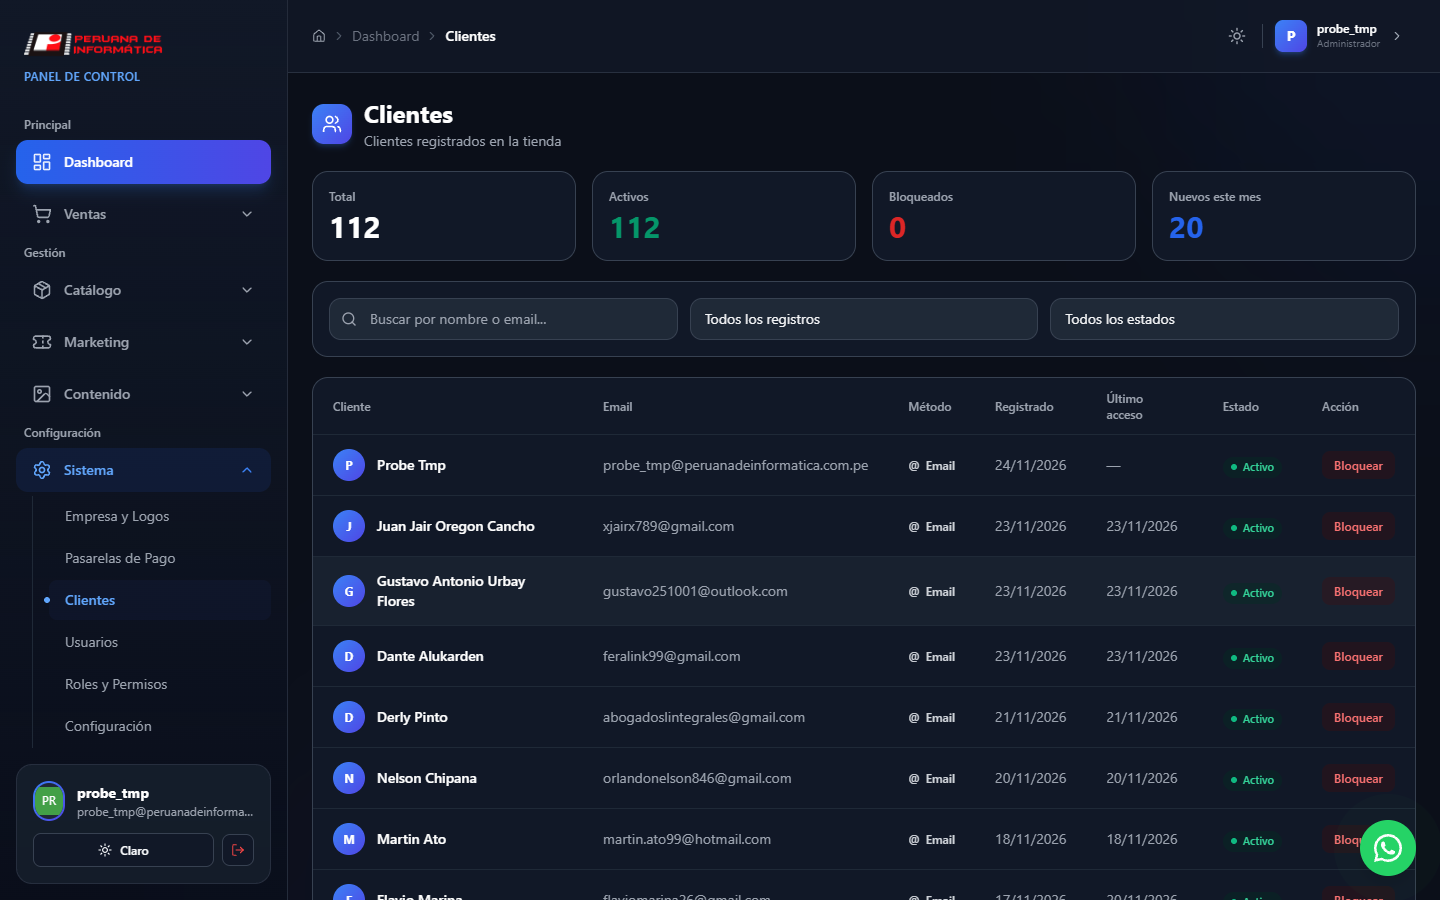 PERUANA DE
INFORMÁTICA
PANEL DE CONTROL
Principal
Dashboard
Ventas
Gestión
Catálogo
Marketing
Contenido
Configuración
Sistema
Empresa y Logos
Pasarelas de Pago
Clientes
Usuarios
Roles y Permisos
Configuración
PR
probe_tmp
probe_tmp@peruanadeinforma...
Claro
Dashboard
Clientes
P
probe_tmp
Administrador
Clientes
Clientes registrados en la tienda
Total
112
Activos
112
Bloqueados
0
Nuevos este mes
20
Buscar por nombre o email...
Todos los registros
Todos los estados
Cliente Email Método Registrado Último acceso Estado Acción
P Probe Tmp probe_tmp@peruanadeinformatica.com.pe @ Email 24/11/2026 — Activo Bloquear
J Juan Jair Oregon Cancho xjairx789@gmail.com @ Email 23/11/2026 23/11/2026 Activo Bloquear
G Gustavo Antonio Urbay Flores gustavo251001@outlook.com @ Email 23/11/2026 23/11/2026 Activo Bloquear
D Dante Alukarden feralink99@gmail.com @ Email 23/11/2026 23/11/2026 Activo Bloquear
D Derly Pinto abogadoslintegrales@gmail.com @ Email 21/11/2026 21/11/2026 Activo Bloquear
N Nelson Chipana orlandonelson846@gmail.com @ Email 20/11/2026 20/11/2026 Activo Bloquear
M Martin Ato martin.ato99@hotmail.com @ Email 18/11/2026 18/11/2026 Activo